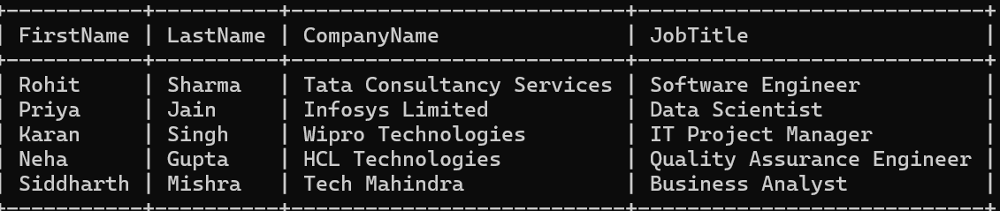 +-----------+----------+---------------------------+----------------------------+
| FirstName | LastName | CompanyName               | JobTitle                   |
+-----------+----------+---------------------------+----------------------------+
| Rohit     | Sharma   | Tata Consultancy Services | Software Engineer          |
| Priya     | Jain     | Infosys Limited           | Data Scientist             |
| Karan     | Singh    | Wipro Technologies        | IT Project Manager         |
| Neha      | Gupta    | HCL Technologies          | Quality Assurance Engineer |
| Siddharth | Mishra   | Tech Mahindra             | Business Analyst           |
+-----------+----------+---------------------------+----------------------------+